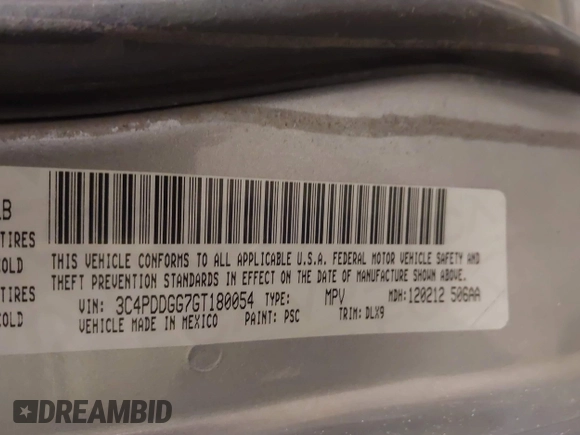 LB
TIRES
COLD
TIRES
COLD
THIS VEHICLE CONFORMS TO ALL APPLICABLE U.S.A. FEDERAL MOTOR VEHICLE SAFETY AND
THEFT PREVENTION STANDARDS IN EFFECT ON THE DATE OF MANUFACTURE SHOWN ABOVE.
VIN: 3C4PDDGG7GT180054 TYPE: MPV MDH: 120212 506AA
VEHICLE MADE IN MEXICO PAINT: PSC TRIM: DLX9
DREAMBID